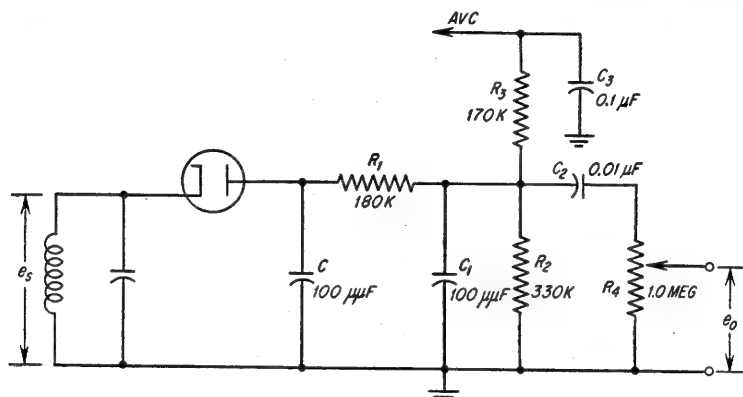 AVC
R3
170K
C3
0.1 μF
R1
180K
C2
0.01 μF
es
C
100 μμF
C1
100 μμF
R2
330K
R4
1.0 MEG
eo